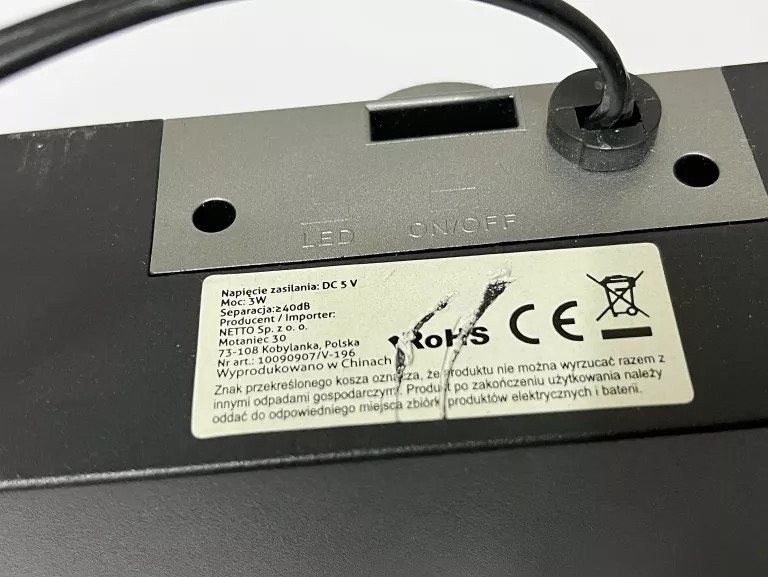 LED
ON/OFF
Napięcie zasilania: DC 5 V
Moc: 3W
Separacja:≥40dB
Producent / Importer:
NETTO Sp. z o. o.
Motaniec 30
73-108 Kobylanka, Polska
Nr art.: 10090907/V-196
Wyprodukowano w Chinach
RoHS
CE
Znak przekreślonego kosza oznacza, że produktu nie można wyrzucać razem z
innymi odpadami gospodarczymi. Produkt po zakończeniu użytkowania należy
oddać do odpowiedniego miejsca zbiórki produktów elektrycznych i baterii.